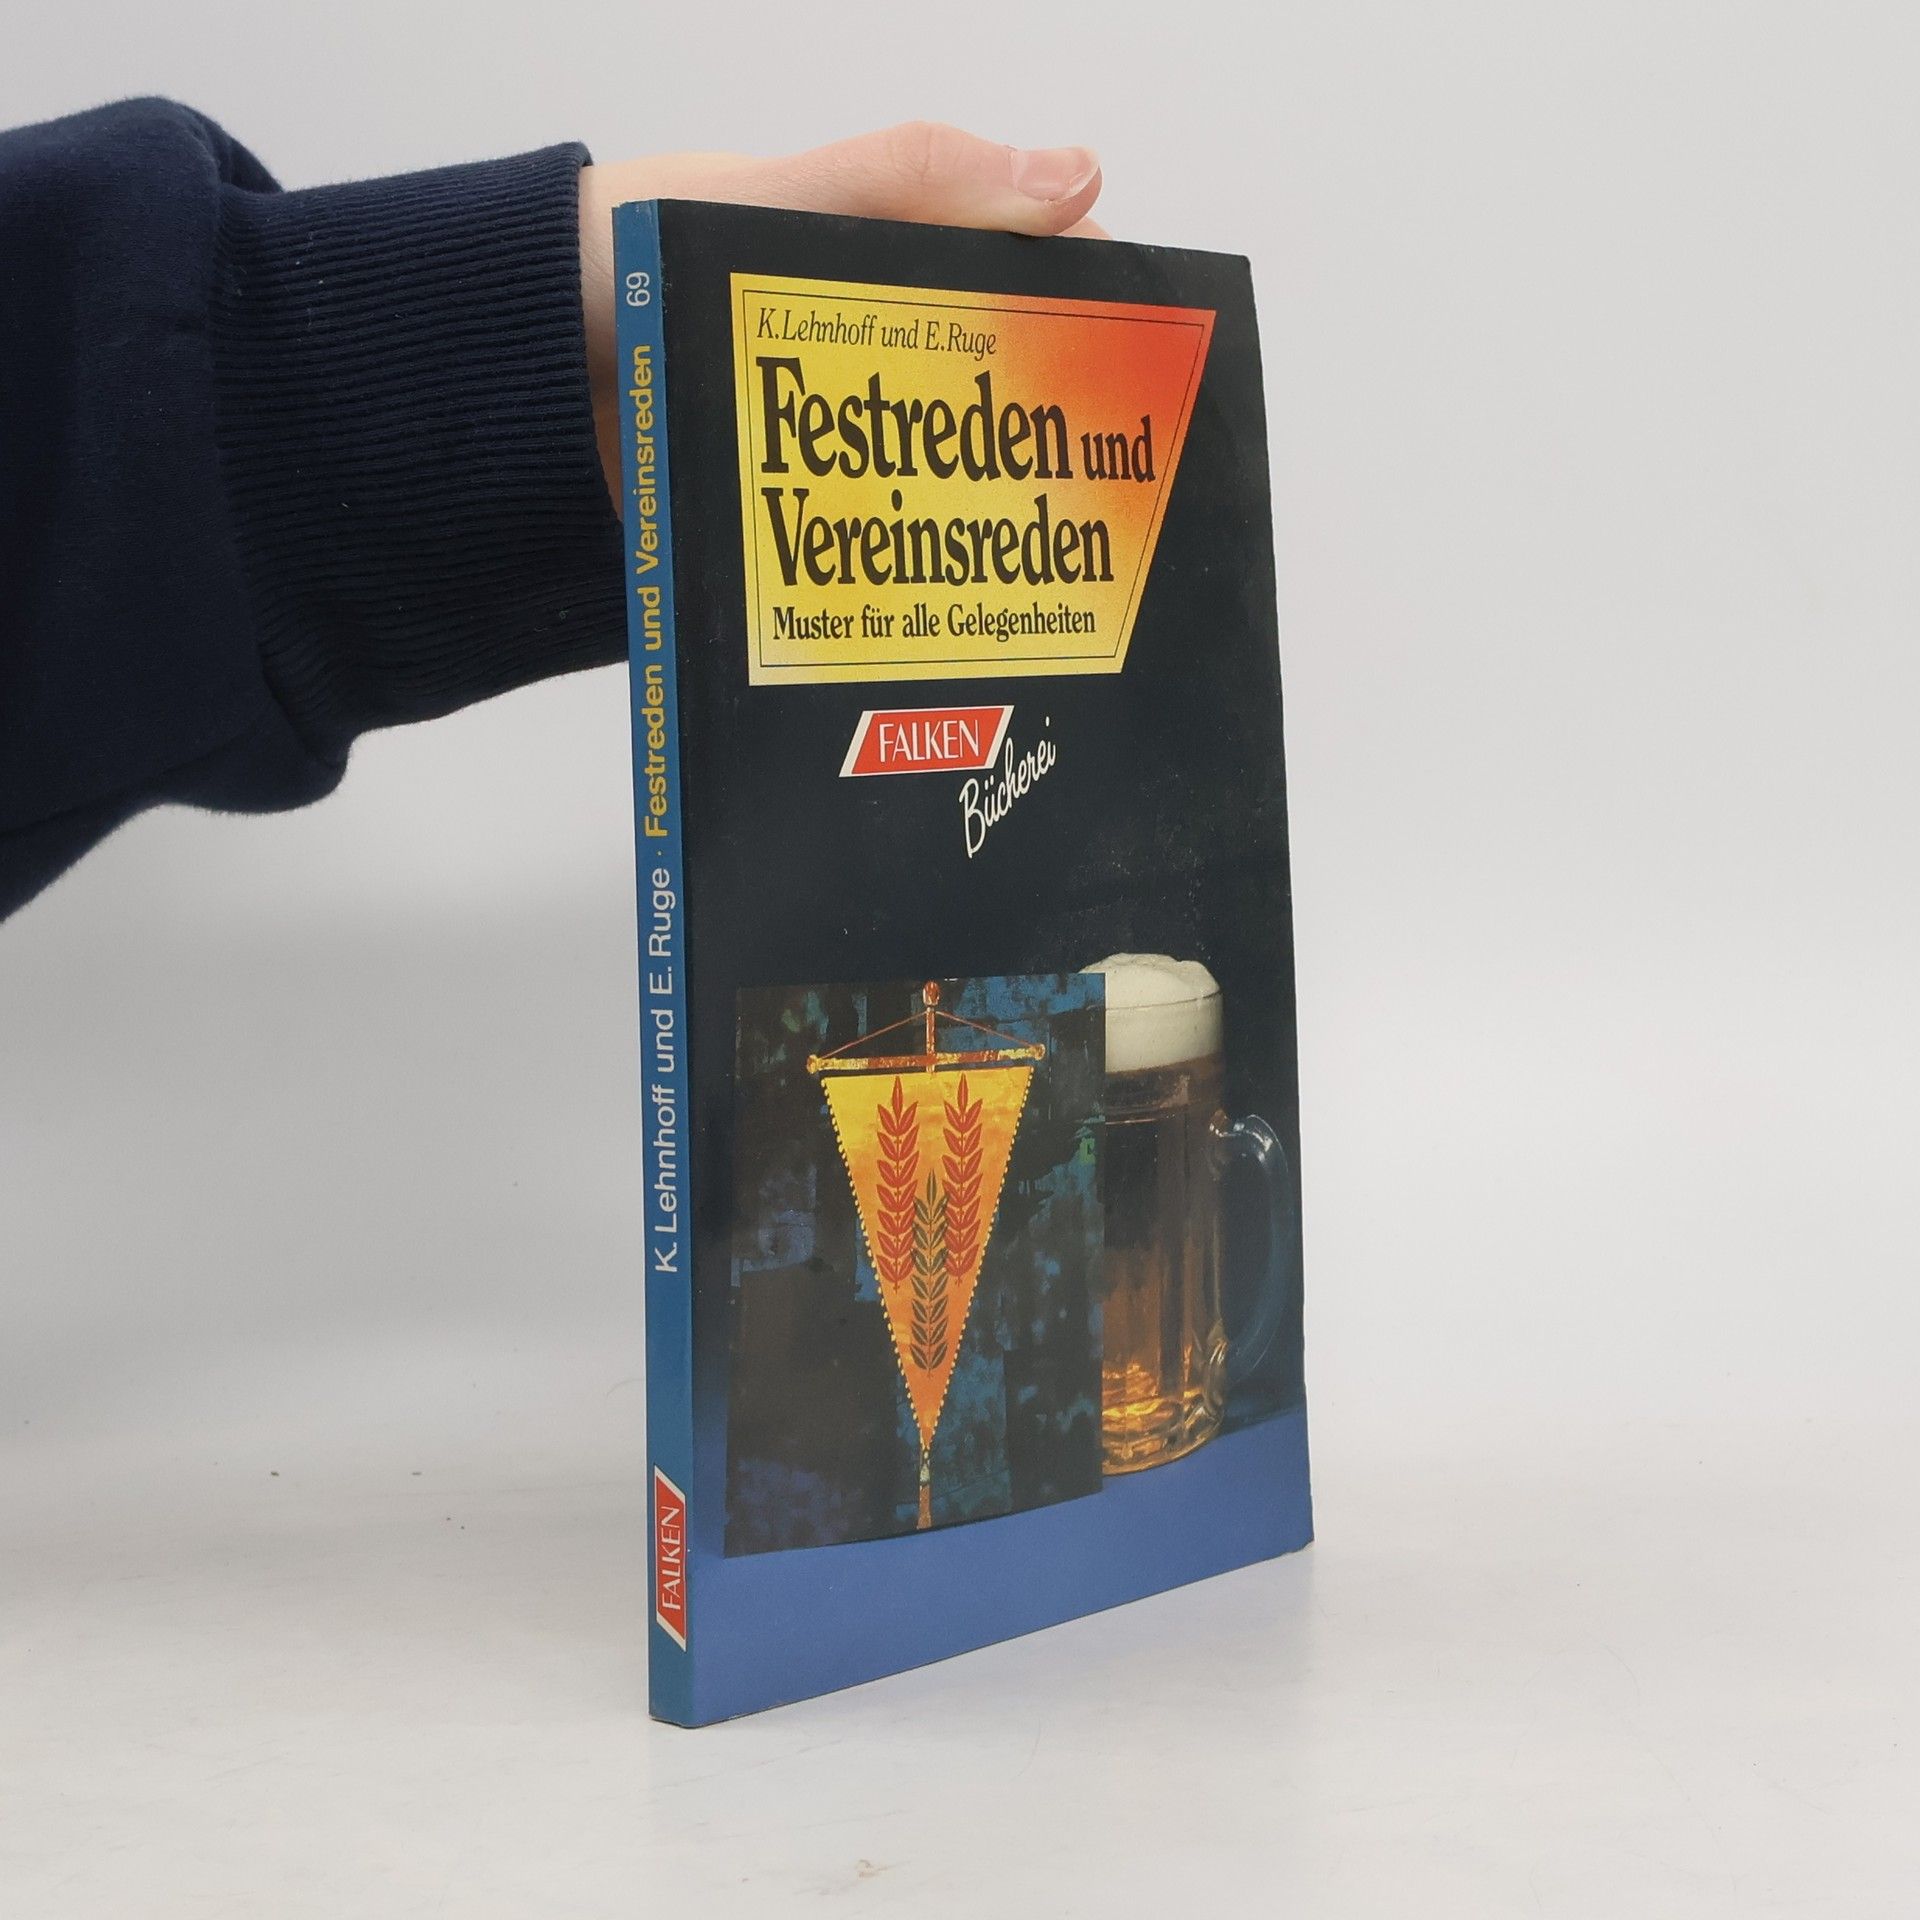 K. Lehnhoff und E. Ruge · Festreden und Vereinsreden 69
FALKEN
K. Lehnhoff und E. Ruge
Festreden und
Vereinsreden
Muster für alle Gelegenheiten
FALKEN
Bücherei